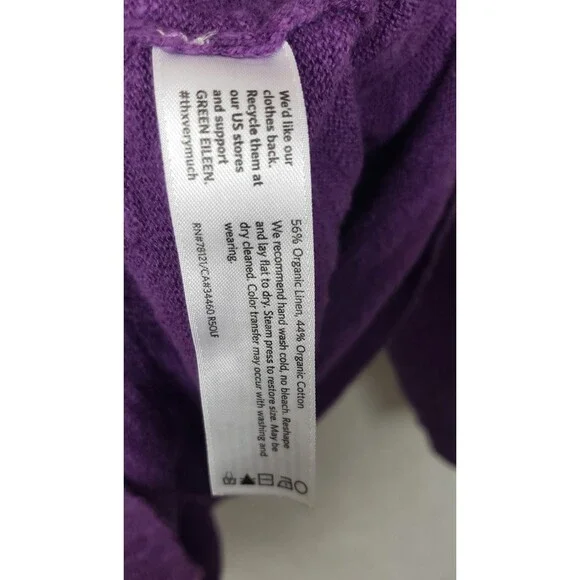 We'd like our
clothes back.
Recycle them at
our US stores
and support
GREEN EILEEN.
#thxverymuch
56% Organic Linen, 44% Organic Cotton
We recommend hand wash cold, no bleach. Reshape
and lay flat to dry. Steam press to restore size. May be
dry cleaned. Color transfer may occur with washing and
wearing.
RN#78121/CA#34460 R5OLF